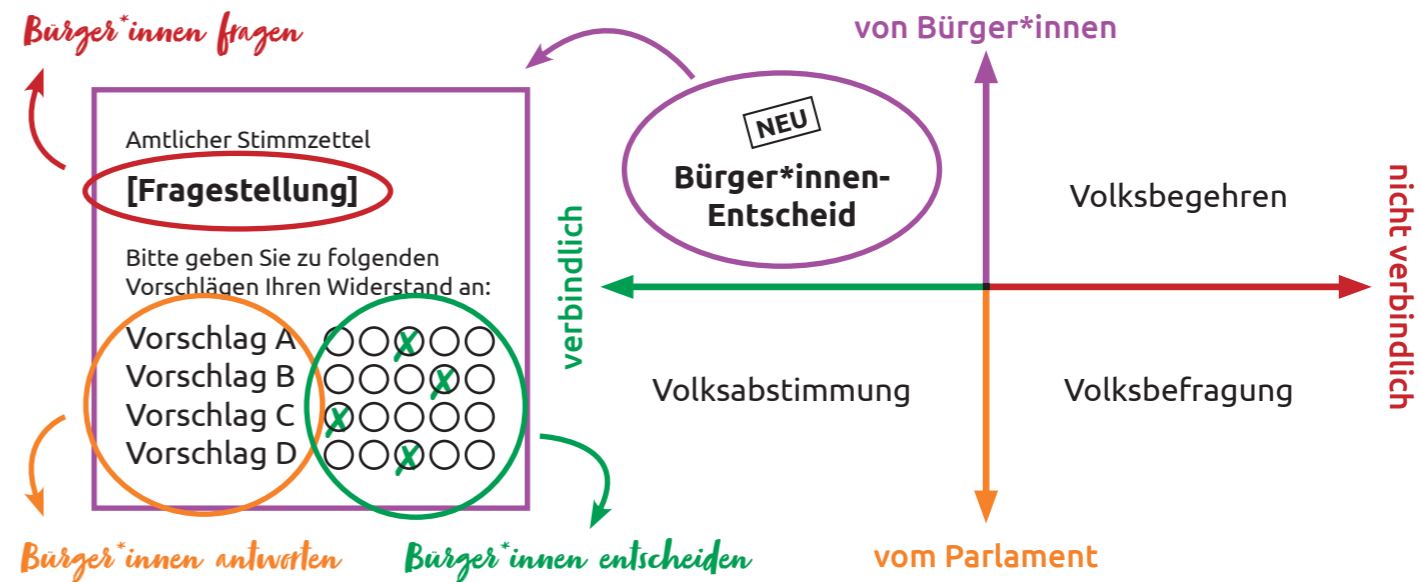 Bürger*innen fragen
Amtlicher Stimmzettel
[Fragestellung]
Bitte geben Sie zu folgenden
Vorschlägen Ihren Widerstand an:
Vorschlag A
Vorschlag B
Vorschlag C
Vorschlag D
Bürger*innen antworten
Bürger*innen entscheiden
von Bürger*innen
NEU
Bürger*innen-
Entscheid
Volksbegehren
verbindlich
nicht verbindlich
Volksabstimmung
Volksbefragung
vom Parlament